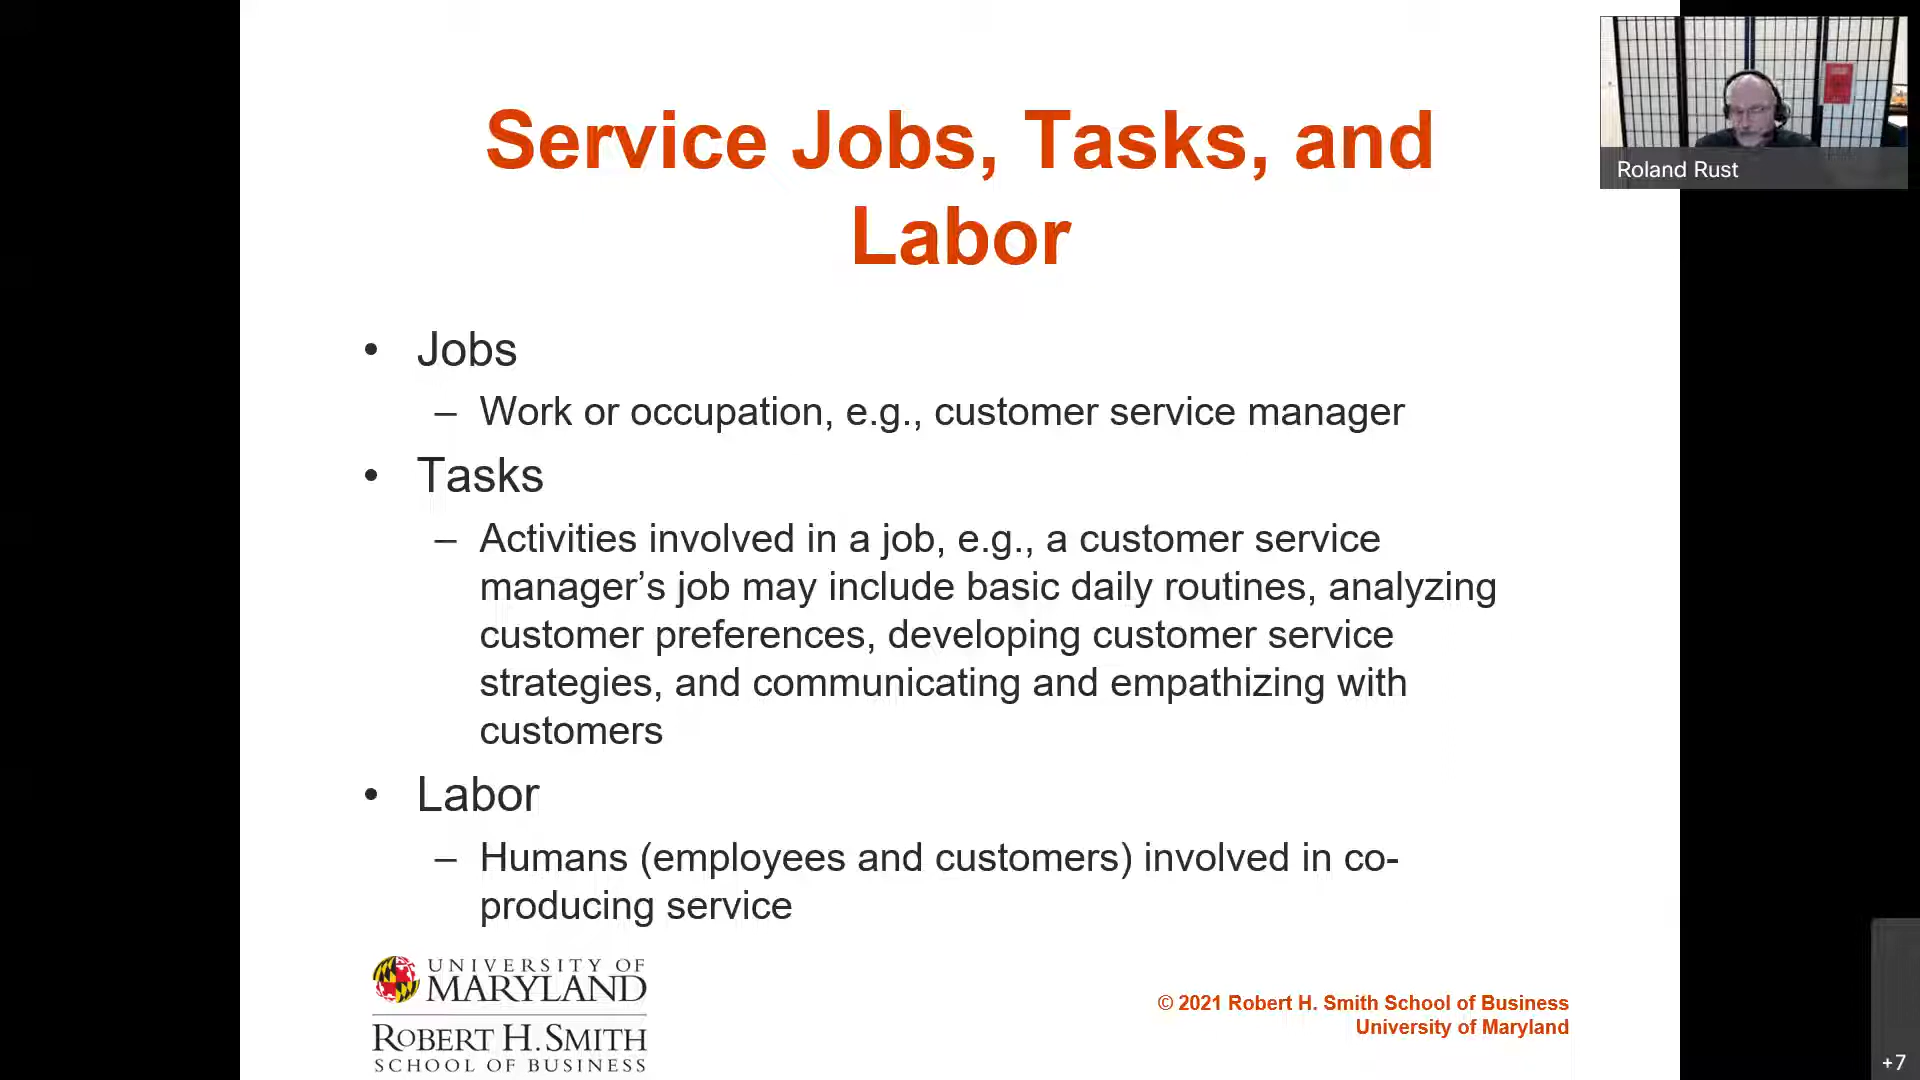 Service Jobs, Tasks, and
Labor
Roland Rust
• Jobs
– Work or occupation, e.g., customer service manager
• Tasks
– Activities involved in a job, e.g., a customer service
manager’s job may include basic daily routines, analyzing
customer preferences, developing customer service
strategies, and communicating and empathizing with
customers
• Labor
– Humans (employees and customers) involved in co-
producing service
UNIVERSITY OF
MARYLAND
ROBERT H. SMITH
SCHOOL OF BUSINESS
© 2021 Robert H. Smith School of Business
University of Maryland
+7